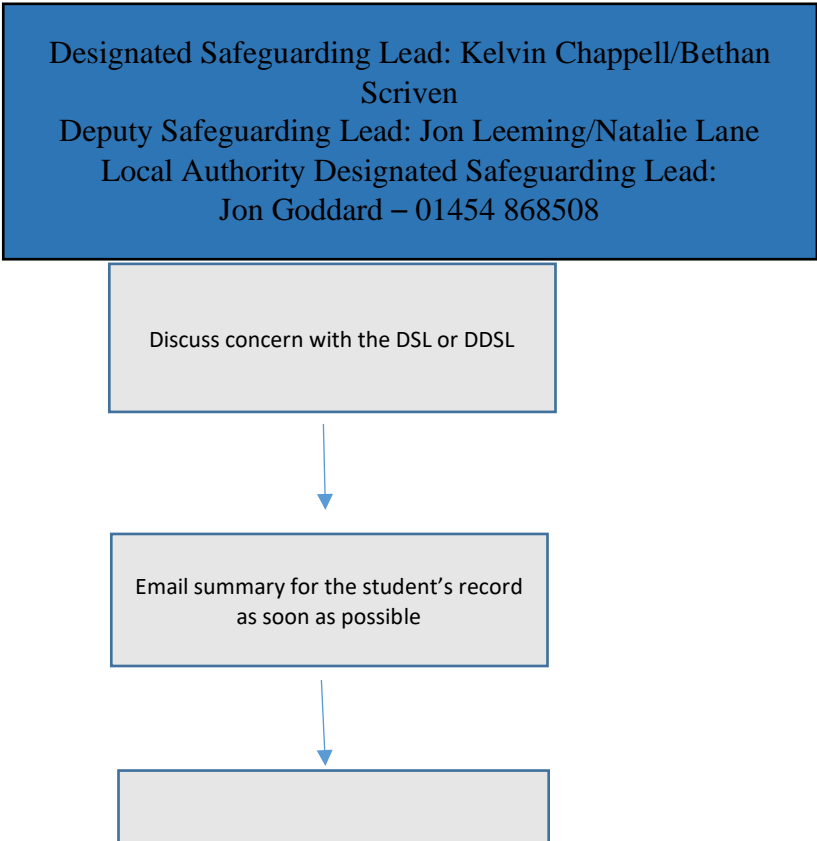 Designated Safeguarding Lead: Kelvin Chappell/Bethan
Scriven
Deputy Safeguarding Lead: Jon Leeming/Natalie Lane
Local Authority Designated Safeguarding Lead:
Jon Goddard – 01454 868508
Discuss concern with the DSL or DDSL
Email summary for the student’s record
as soon as possible